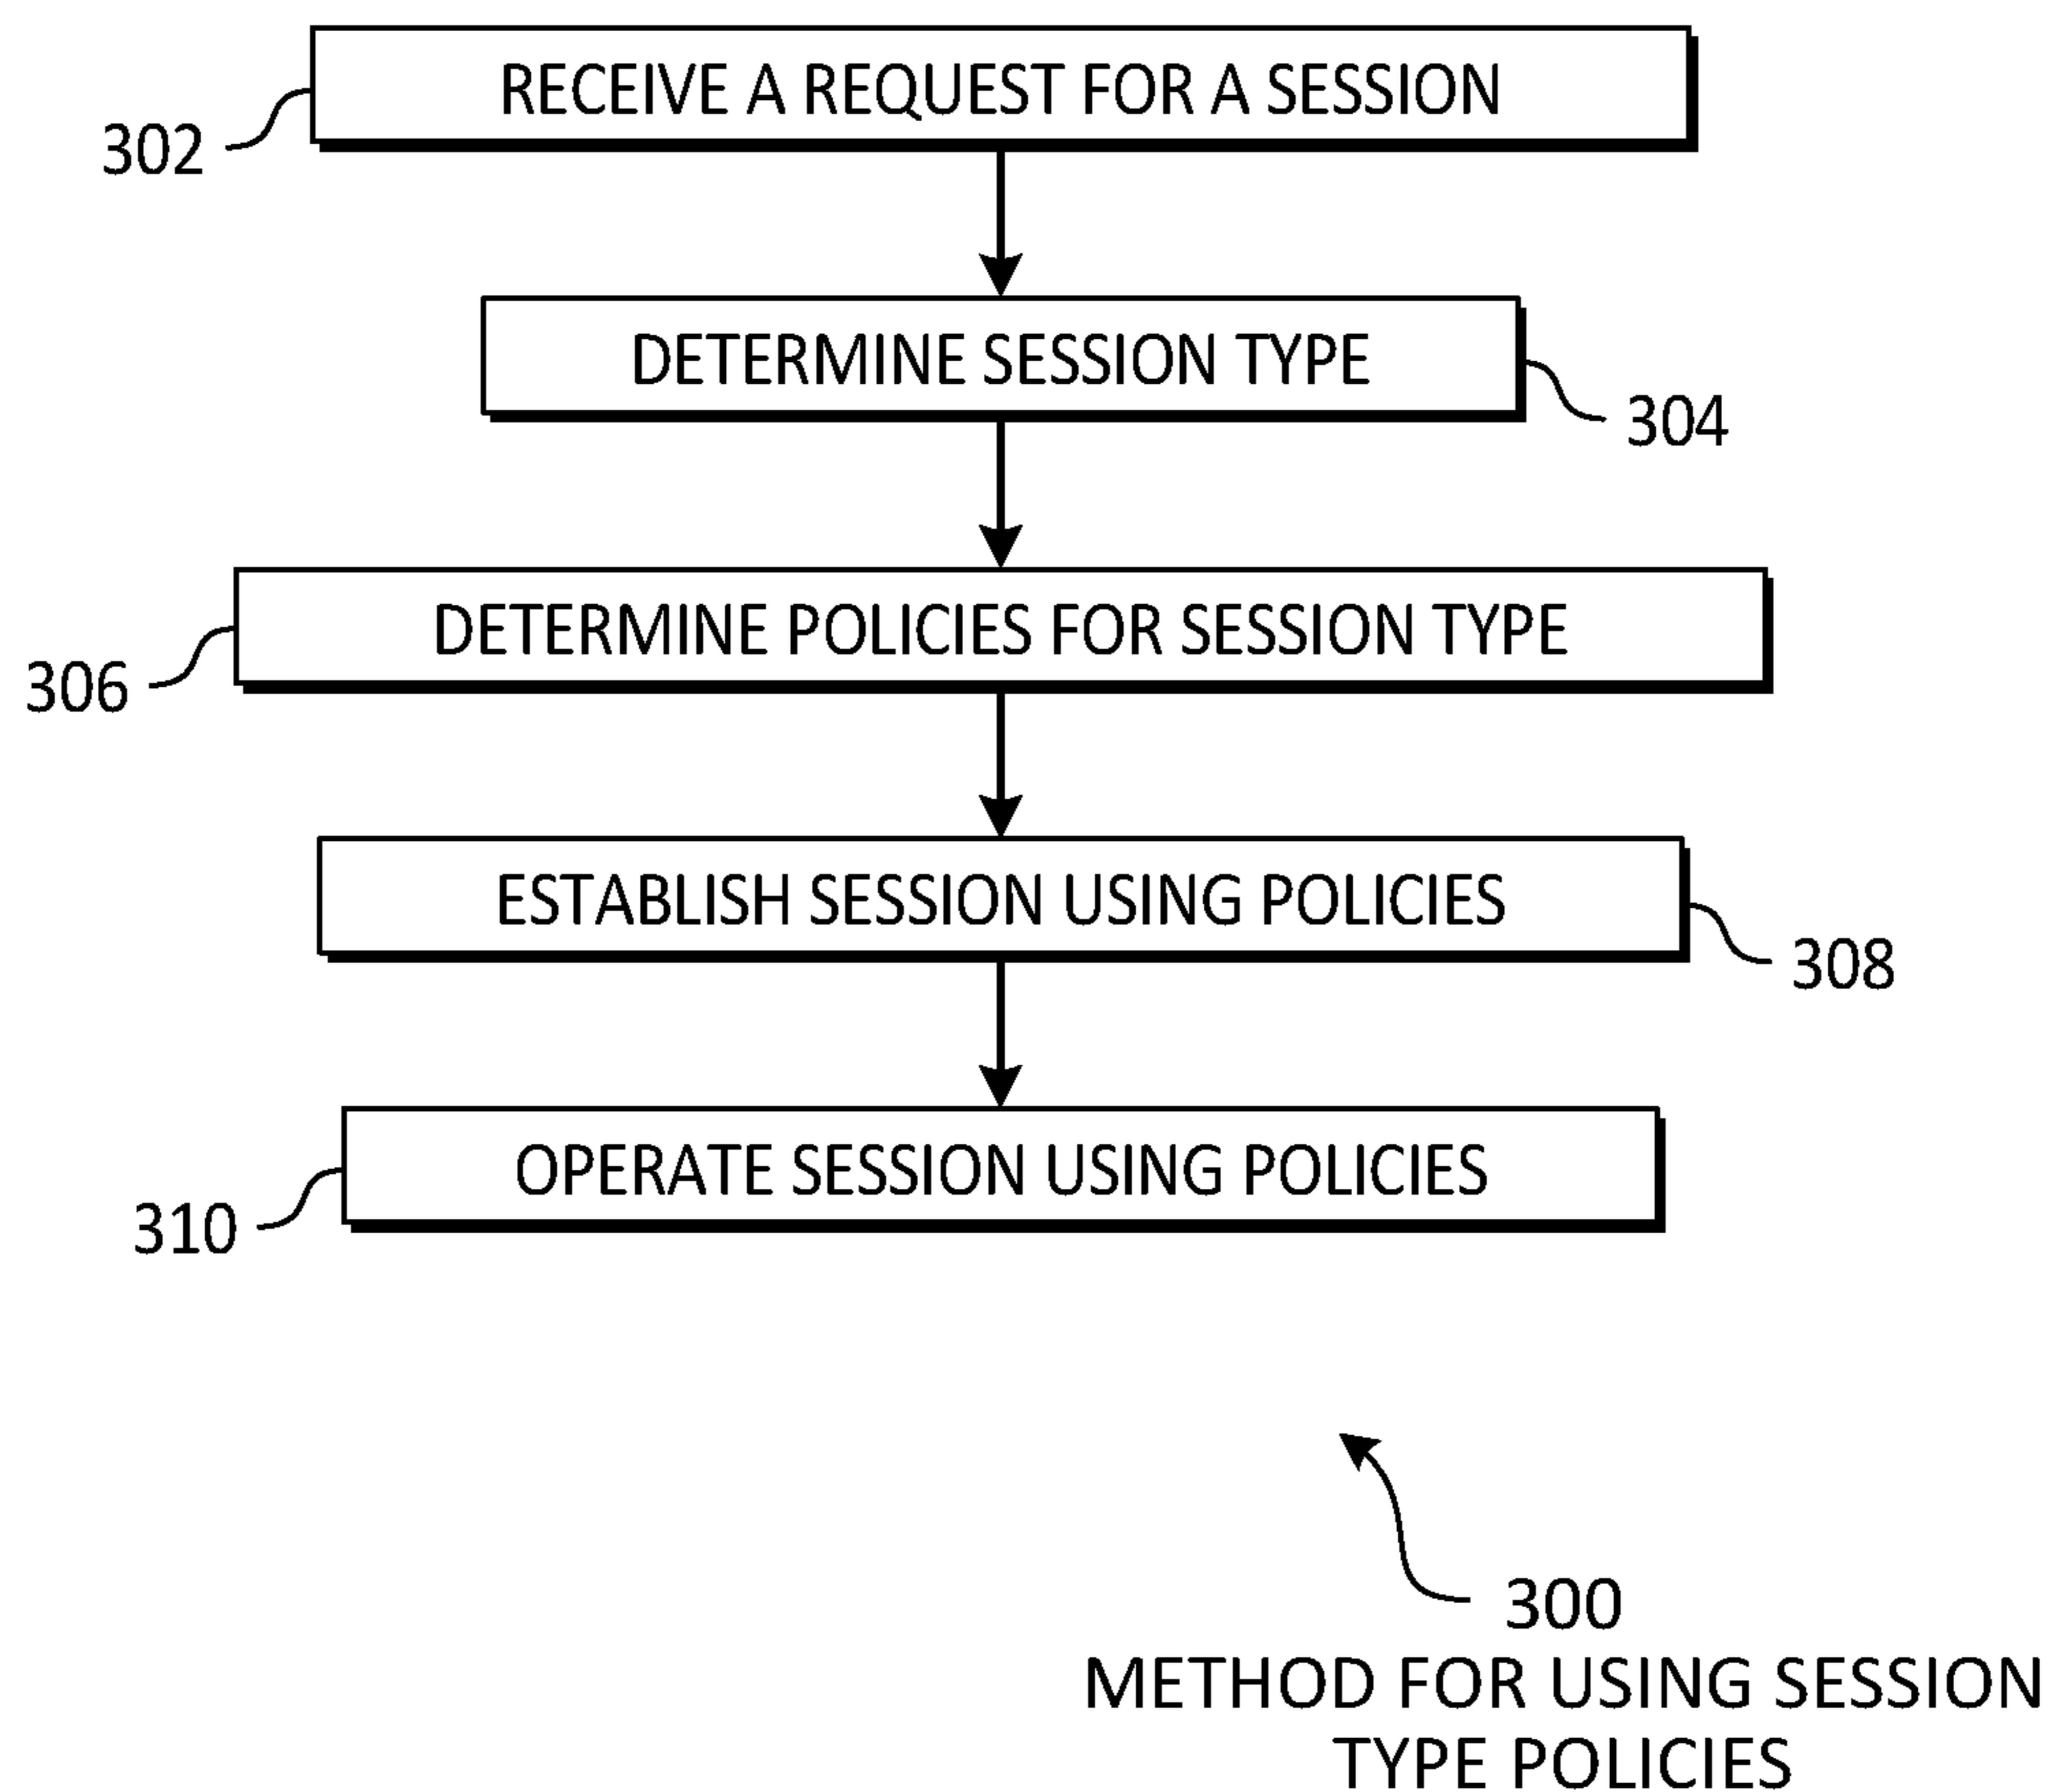 RECEIVE A REQUEST FOR A SESSION
302
DETERMINE SESSION TYPE
304
DETERMINE POLICIES FOR SESSION TYPE
306
ESTABLISH SESSION USING POLICIES
308
OPERATE SESSION USING POLICIES
310
300
METHOD FOR USING SESSION
TYPE POLICIES